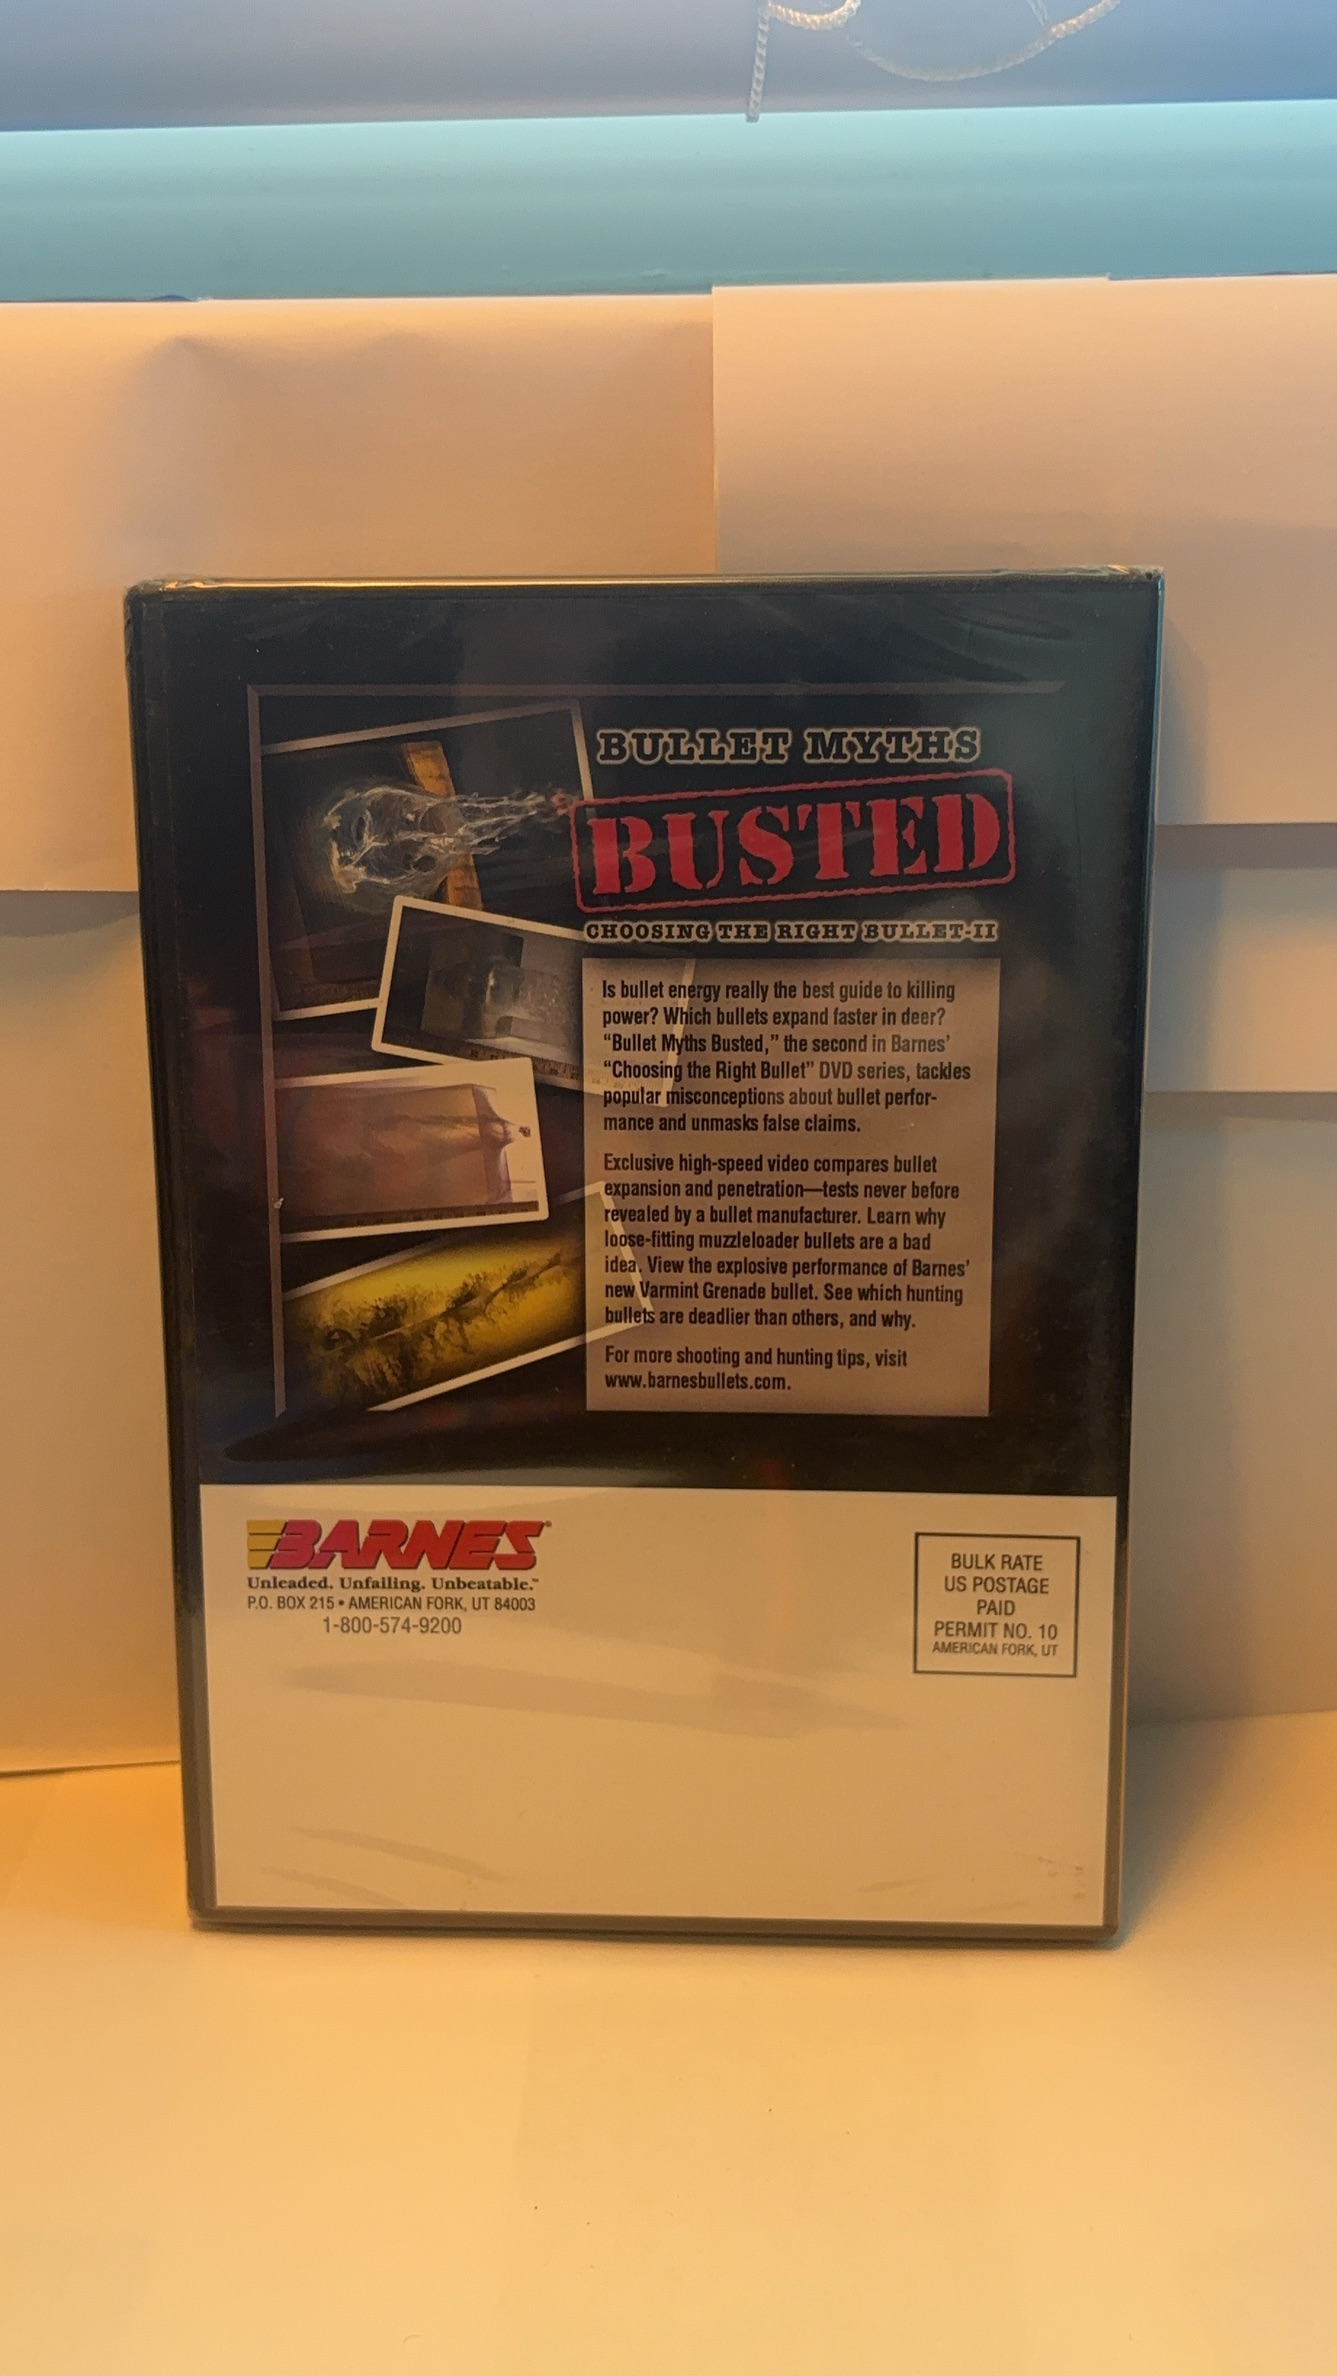 BULLET MYTHS
BUSTED
CHOOSING THE RIGHT BULLET-II
Is bullet energy really the best guide to killing
power? Which bullets expand faster in deer?
“Bullet Myths Busted,” the second in Barnes’
“Choosing the Right Bullet” DVD series, tackles
popular misconceptions about bullet perfor-
mance and unmasks false claims.
Exclusive high-speed video compares bullet
expansion and penetration—tests never before
revealed by a bullet manufacturer. Learn why
loose-fitting muzzleloader bullets are a bad
idea. View the explosive performance of Barnes’
new Varmint Grenade bullet. See which hunting
bullets are deadlier than others, and why.
For more shooting and hunting tips, visit
www.barnesbullets.com.
BARNES®
Unleaded. Unfailing. Unbeatable.™
P.O. BOX 215 • AMERICAN FORK, UT 84003
1-800-574-9200
BULK RATE
US POSTAGE
PAID
PERMIT NO. 10
AMERICAN FORK, UT